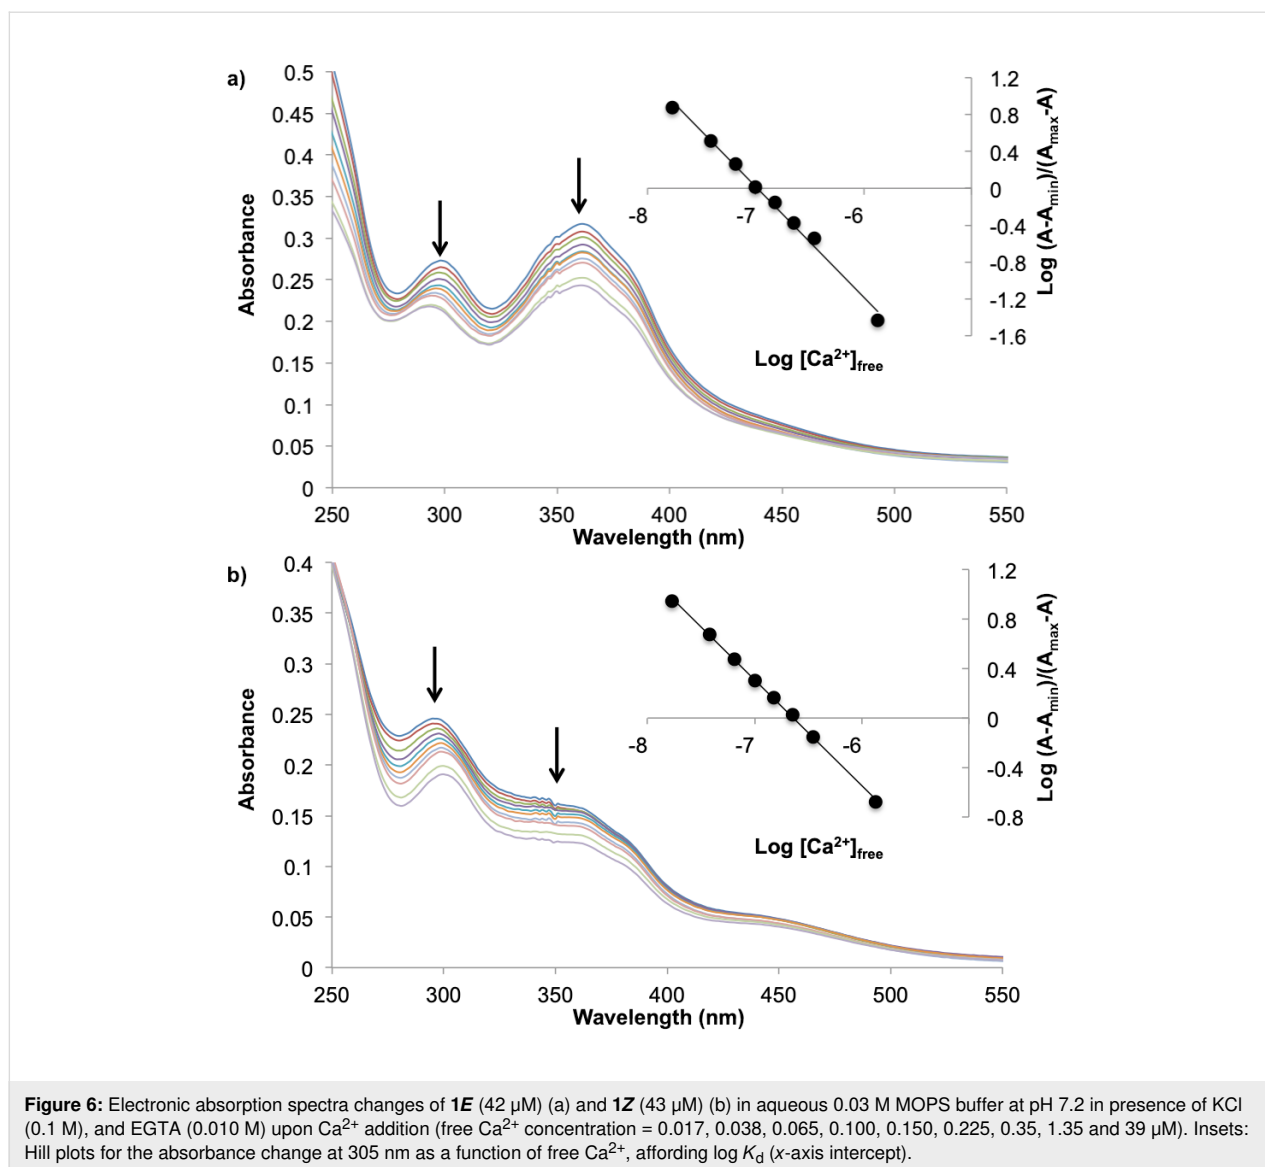 a)
0.5
0.45
0.4
0.35
0.3
0.25
0.2
0.15
0.1
0.05
0
Absorbance
250 300 350 400 450 500 550
Wavelength (nm)
1.2
0.8
0.4
0
-0.4
-0.8
-1.2
-1.6
-8 -7 -6
Log (A-Amin)/(Amax-A)
Log [Ca2+]free
b)
0.4
0.35
0.3
0.25
0.2
0.15
0.1
0.05
0
Absorbance
250 300 350 400 450 500 550
Wavelength (nm)
1.2
0.8
0.4
0
-0.4
-0.8
-8 -7 -6
Log (A-Amin)/(Amax-A)
Log [Ca2+]free
Figure 6: Electronic absorption spectra changes of 1E (42 µM) (a) and 1Z (43 µM) (b) in aqueous 0.03 M MOPS buffer at pH 7.2 in presence of KCl
(0.1 M), and EGTA (0.010 M) upon Ca2+ addition (free Ca2+ concentration = 0.017, 0.038, 0.065, 0.100, 0.150, 0.225, 0.35, 1.35 and 39 µM). Insets:
Hill plots for the absorbance change at 305 nm as a function of free Ca2+, affording log Kd (x-axis intercept).